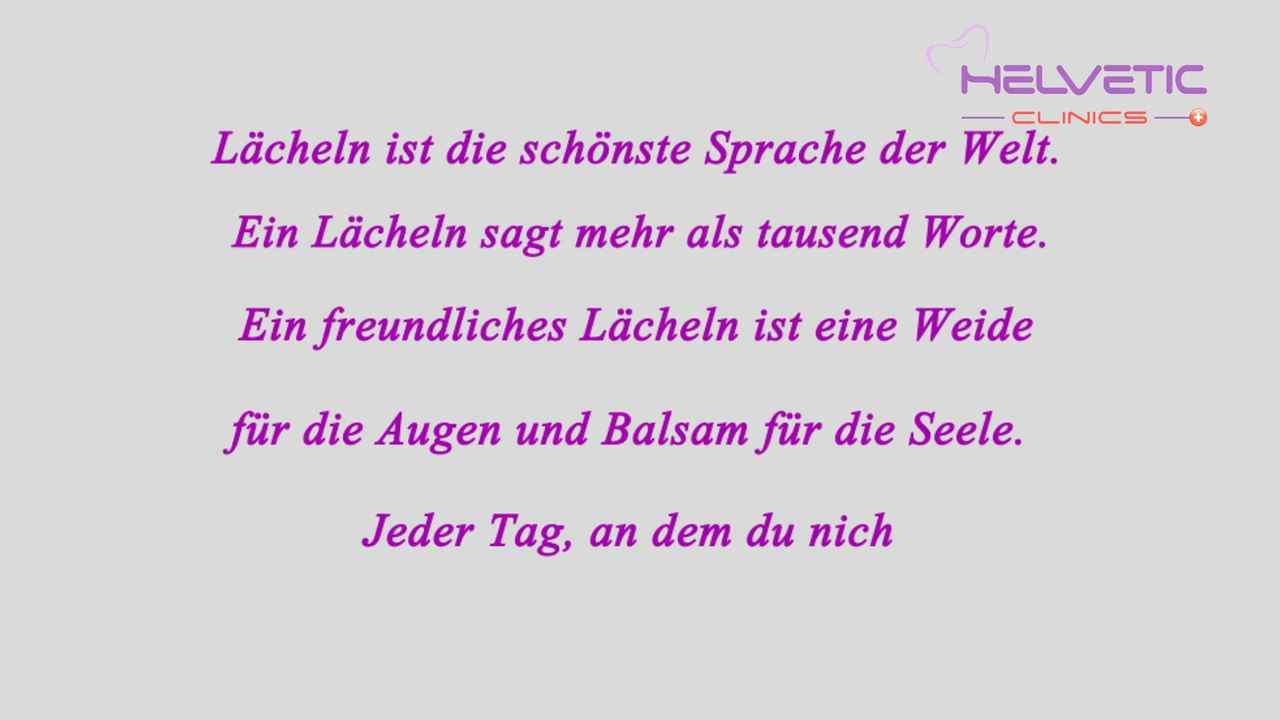 HELVETIC
CLINICS
Lächeln ist die schönste Sprache der Welt.
Ein Lächeln sagt mehr als tausend Worte.
Ein freundliches Lächeln ist eine Weide
für die Augen und Balsam für die Seele.
Jeder Tag, an dem du nich